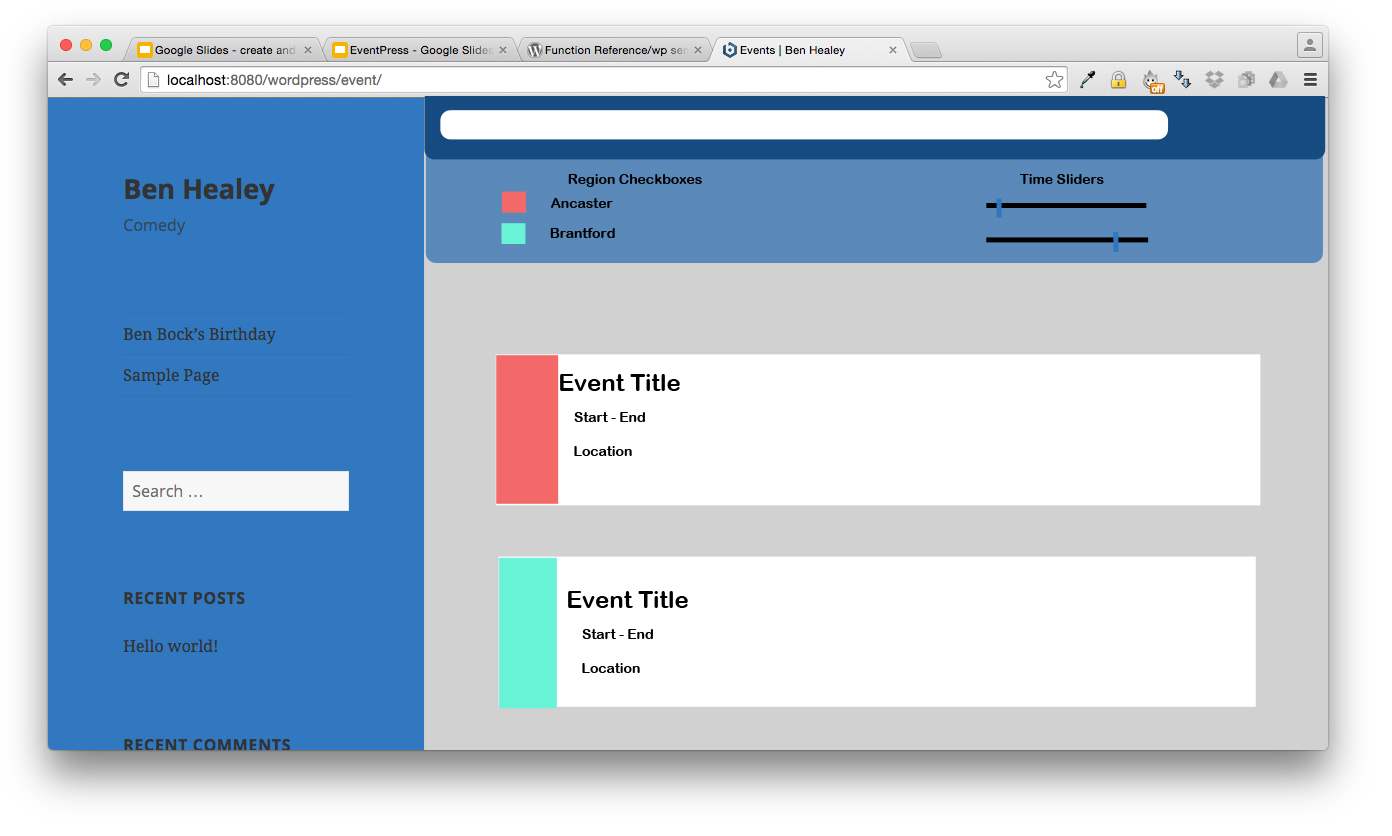 Google Slides - create and
EventPress - Google Slides
Function Reference/wp se
Events | Ben Healey
localhost:8080/wordpress/event/
off
Ben Healey
Comedy
Ben Bock’s Birthday
Sample Page
Search …
RECENT POSTS
Hello world!
RECENT COMMENTS
Region Checkboxes
Ancaster
Brantford
Time Sliders
Event Title
Start - End
Location
Event Title
Start - End
Location